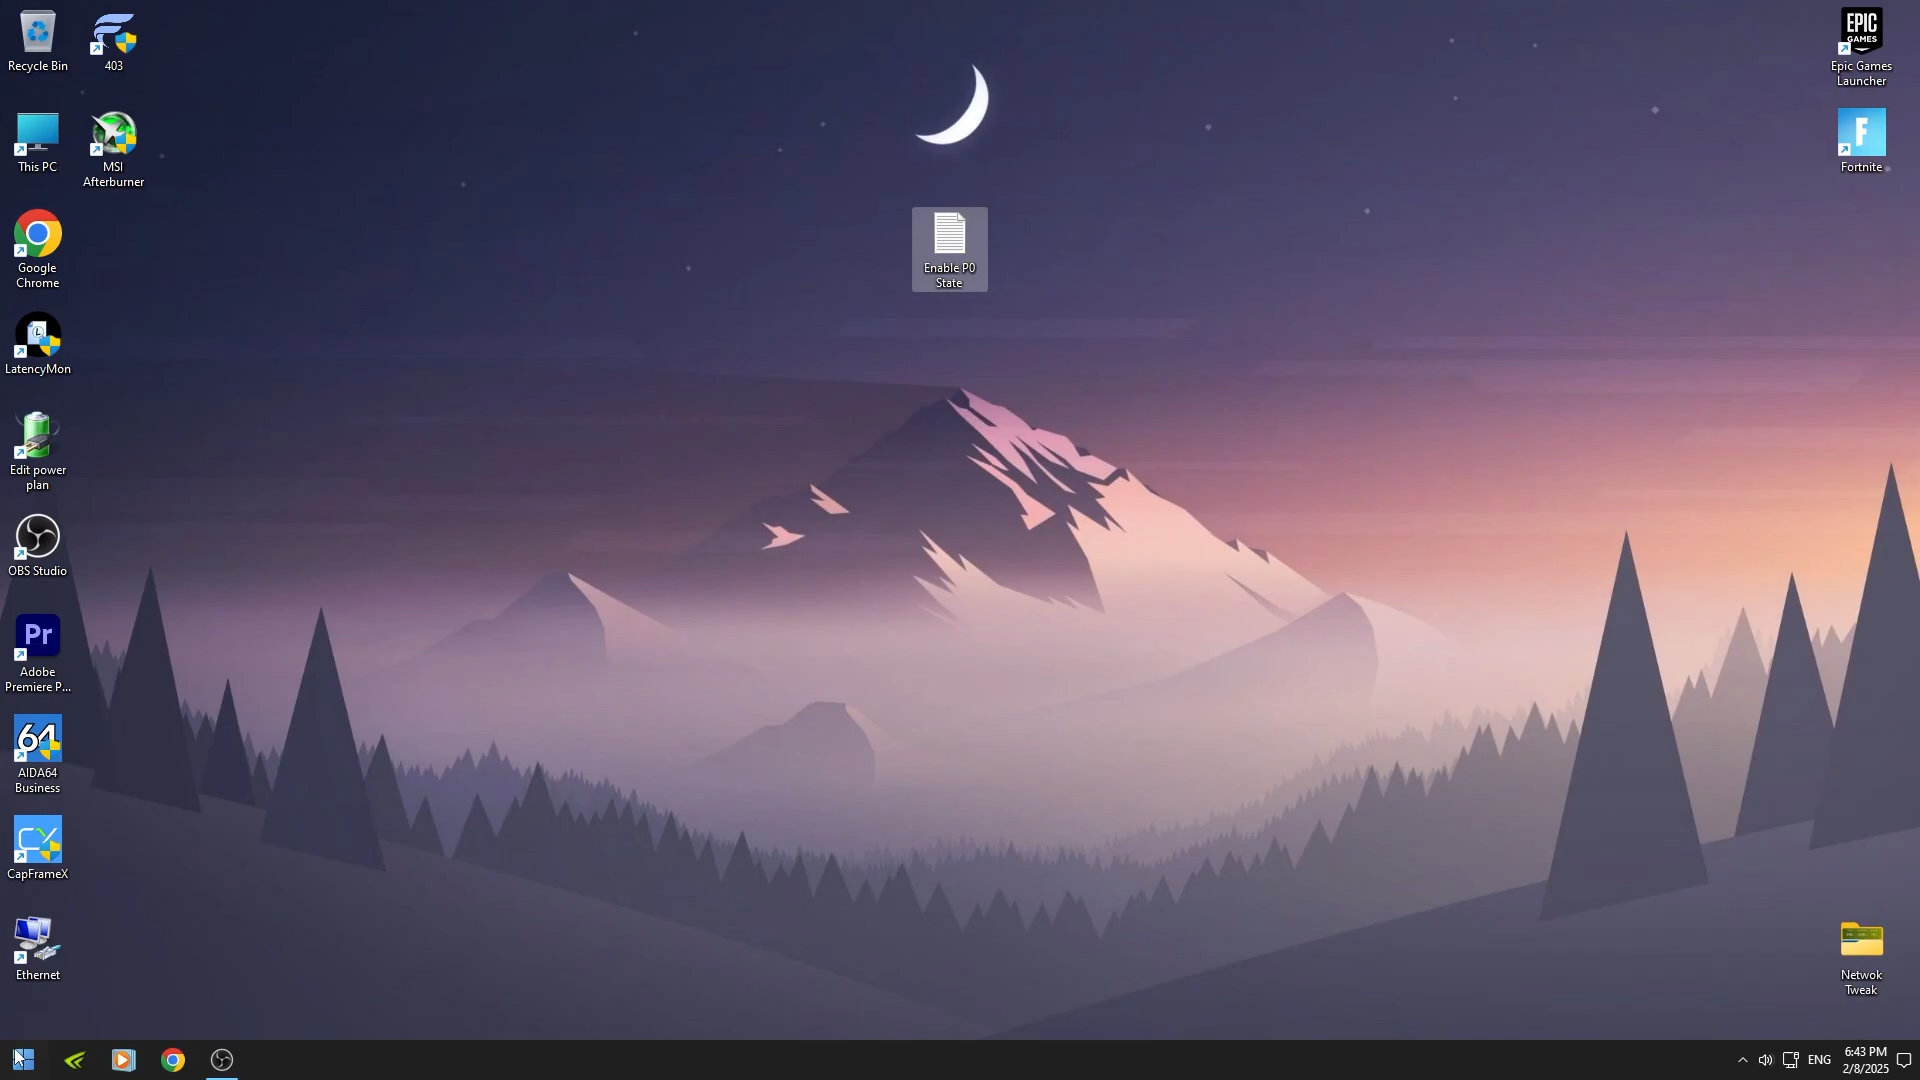 Recycle Bin
403
This PC
MSI
Afterburner
Google
Chrome
LatencyMon
Edit power
plan
OBS Studio
Pr
Adobe
Premiere P...
64
AIDA64
Business
CX
CapFrameX
Ethernet
Enable P0
State
EPIC
GAMES
Epic Games
Launcher
F
Fortnite
Netwok
Tweak
ENG
6:43 PM
2/8/2025